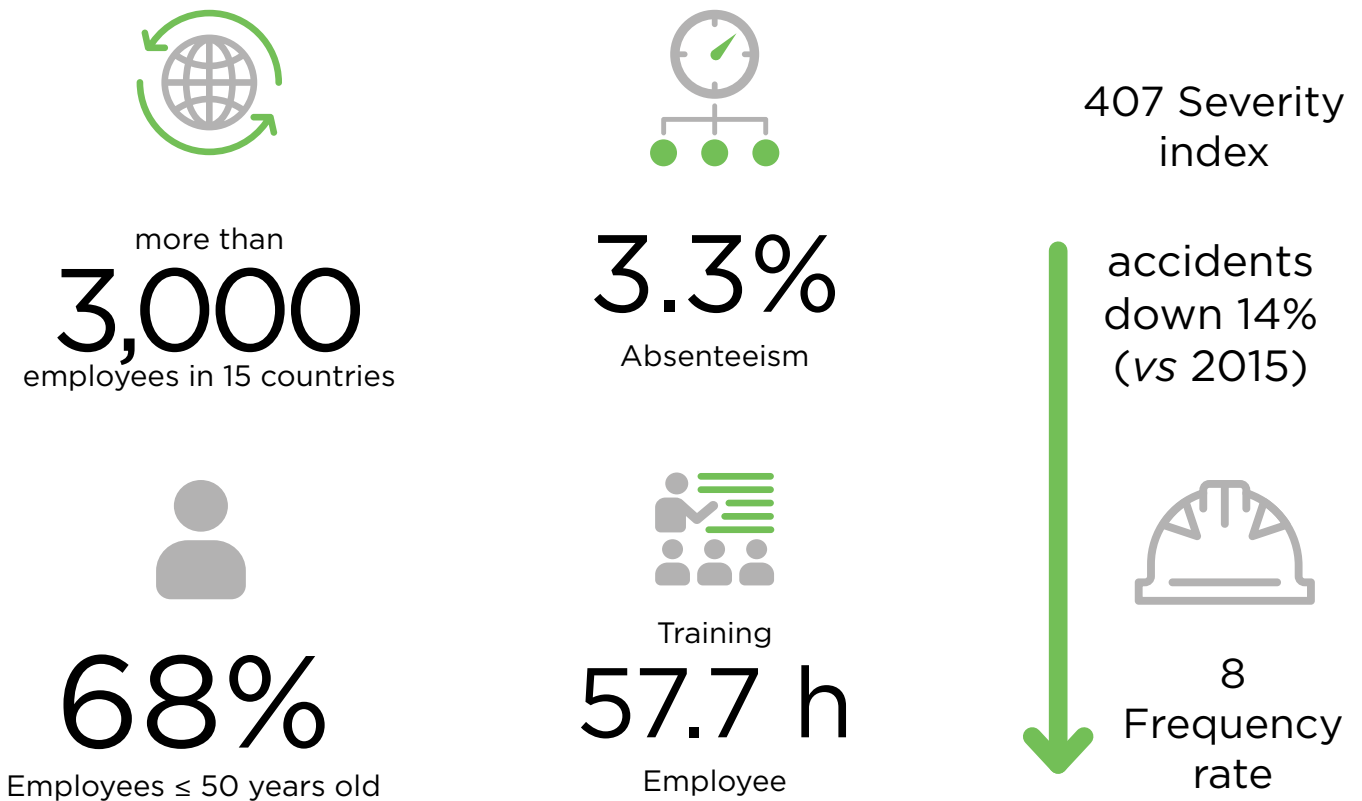 more than
3,000
employees in 15 countries
3.3%
Absenteeism
407 Severity
index
accidents
down 14%
(vs 2015)
68%
Employees ≤ 50 years old
Training
57.7 h
Employee
8
Frequency
rate